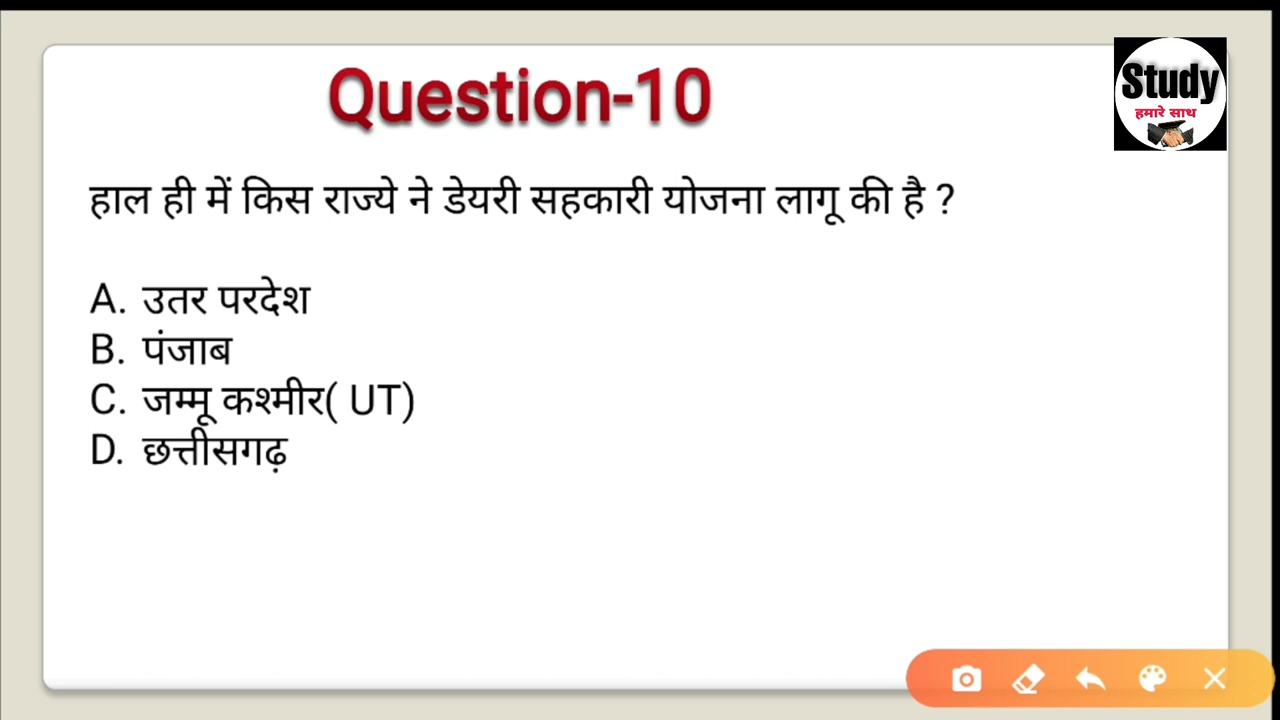 Question-10
Study
हमारे साथ
हाल ही में किस राज्ये ने डेयरी सहकारी योजना लागू की है ?
A. उतर परदेश
B. पंजाब
C. जम्मू कश्मीर( UT)
D. छत्तीसगढ़